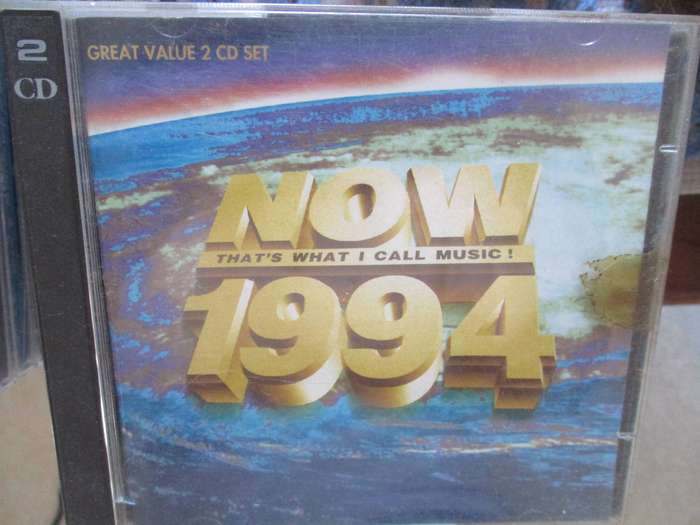 2
CD
GREAT VALUE 2 CD SET
NOW
THAT'S WHAT I CALL MUSIC!
1994